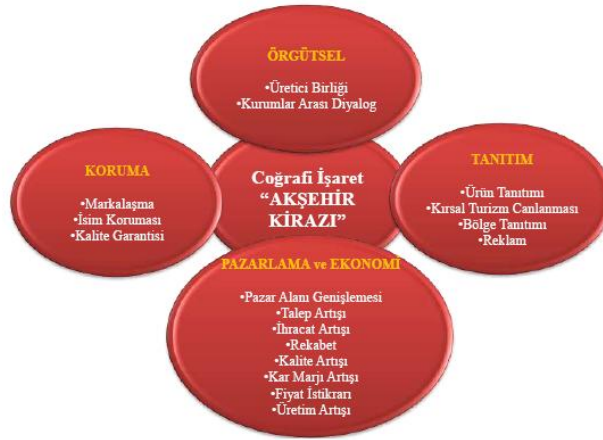 ÖRGÜTSEL
•Üretici Birliği
•Kurumlar Arası Diyalog
KORUMA
•Markalaşma
•İsim Koruması
•Kalite Garantisi
Coğrafi İşaret
“AKŞEHİR
KİRAZI”
TANITIM
•Ürün Tanıtımı
•Kırsal Turizm Canlanması
•Bölge Tanıtımı
•Reklam
PAZARLAMA ve EKONOMİ
•Pazar Alanı Genişlemesi
•Talep Artışı
•İhracat Artışı
•Rekabet
•Kalite Artışı
•Kar Marjı Artışı
•Fiyat İstikrarı
•Üretim Artışı